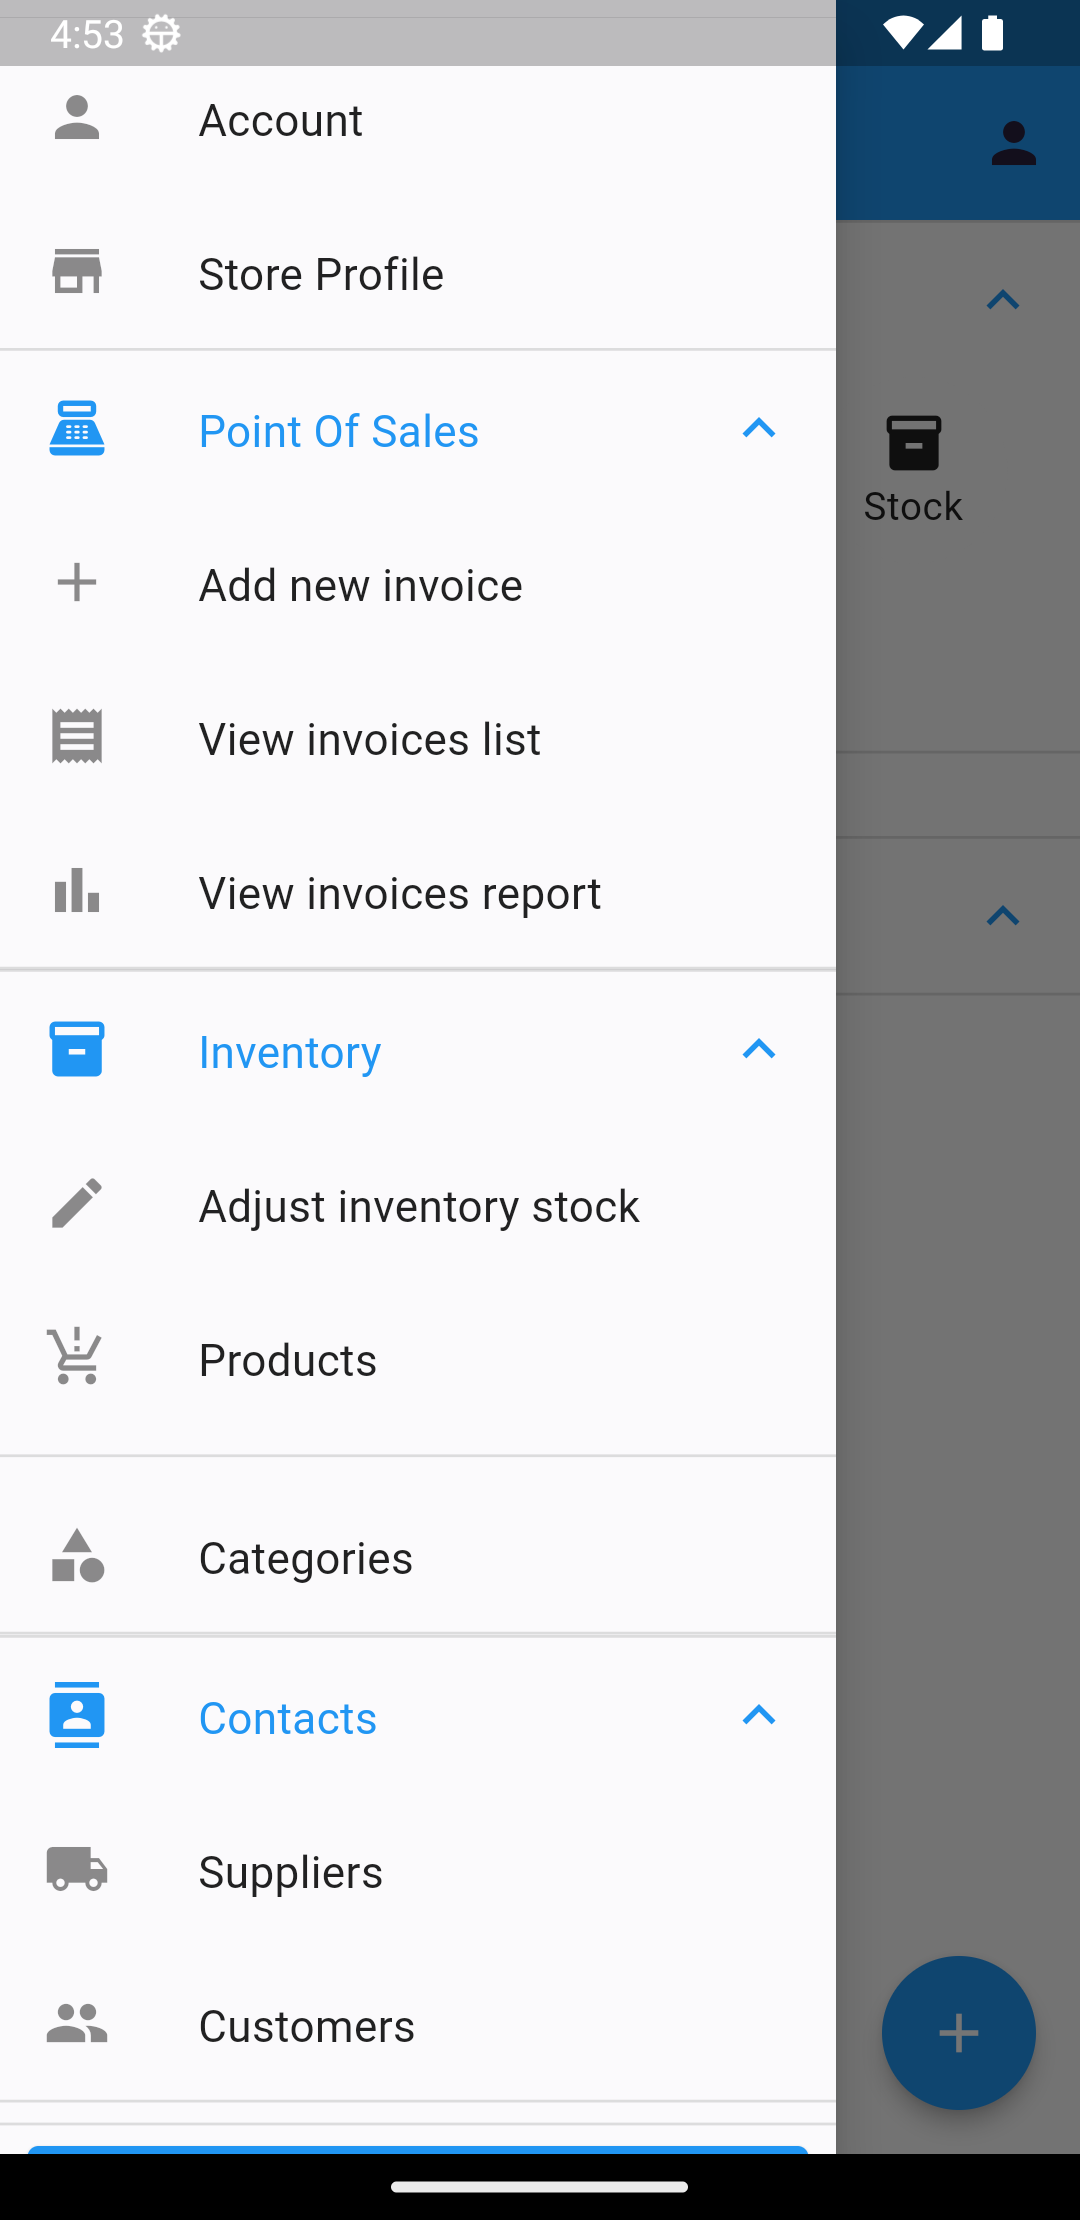 4:53
Account
Store Profile
Point Of Sales
Stock
Add new invoice
View invoices list
View invoices report
Inventory
Adjust inventory stock
Products
Categories
Contacts
Suppliers
Customers